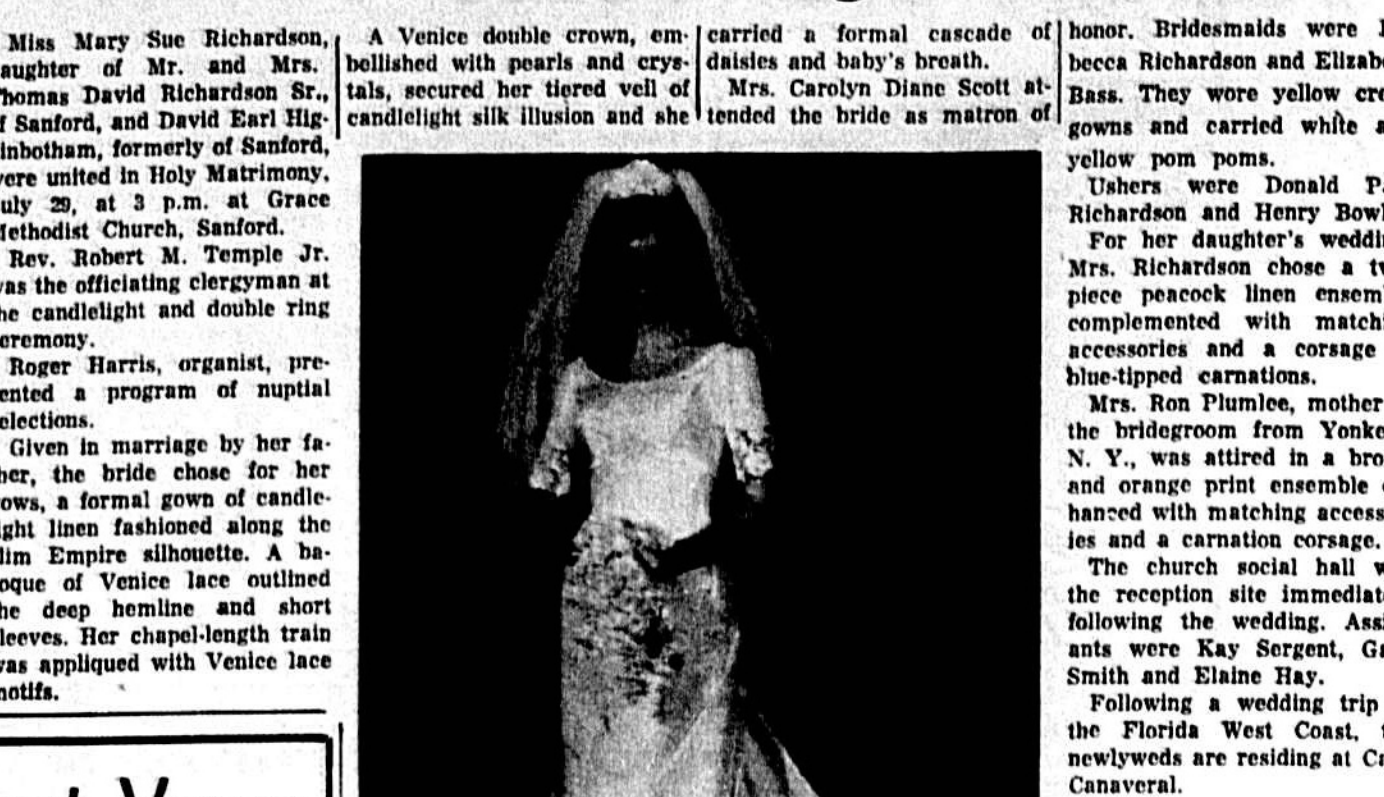 Miss Mary Sue Richardson,
aughter of Mr. and Mrs.
homas David Richardson Sr.,
f Sanford, and David Earl Hig-
inbotham, formerly of Sanford,
vere united in Holy Matrimony,
uly 29, at 3 p.m. at Grace
Methodist Church, Sanford.
Rev. Robert M. Temple Jr.
was the officiating clergyman at
he candlelight and double ring
eremony.
Roger Harris, organist, pre-
ented a program of nuptial
elections.
Given in marriage by her fa-
her, the bride chose for her
ows, a formal gown of candle-
ight linen fashioned along the
lim Empire silhouette. A ba-
oque of Venice lace outlined
he deep hemline and short
leeves. Her chapel-length train
was appliqued with Venice lace
notifs.
A Venice double crown, em-
bellished with pearls and crys-
tals, secured her tiered veil of
candlelight silk illusion and she
carried a formal cascade of
daisies and baby's breath.
Mrs. Carolyn Diane Scott at-
tended the bride as matron of
honor. Bridesmaids were
becca Richardson and Elizab
Bass. They wore yellow cr
gowns and carried white a
yellow pom poms.
Ushers were Donald P
Richardson and Henry Bowl
For her daughter's weddi
Mrs. Richardson chose a t
piece peacock linen ensem
complemented with match
accessories and a corsage
blue-tipped carnations.
Mrs. Ron Plumlee, mother
the bridegroom from Yonke
N. Y., was attired in a bro
and orange print ensemble
hanced with matching access
ies and a carnation corsage.
The church social hall w
the reception site immediat
following the wedding. Assi
ants were Kay Sergent, Ga
Smith and Elaine Hay.
Following a wedding trip
the Florida West Coast, t
newlyweds are residing at Ca
Canaveral.